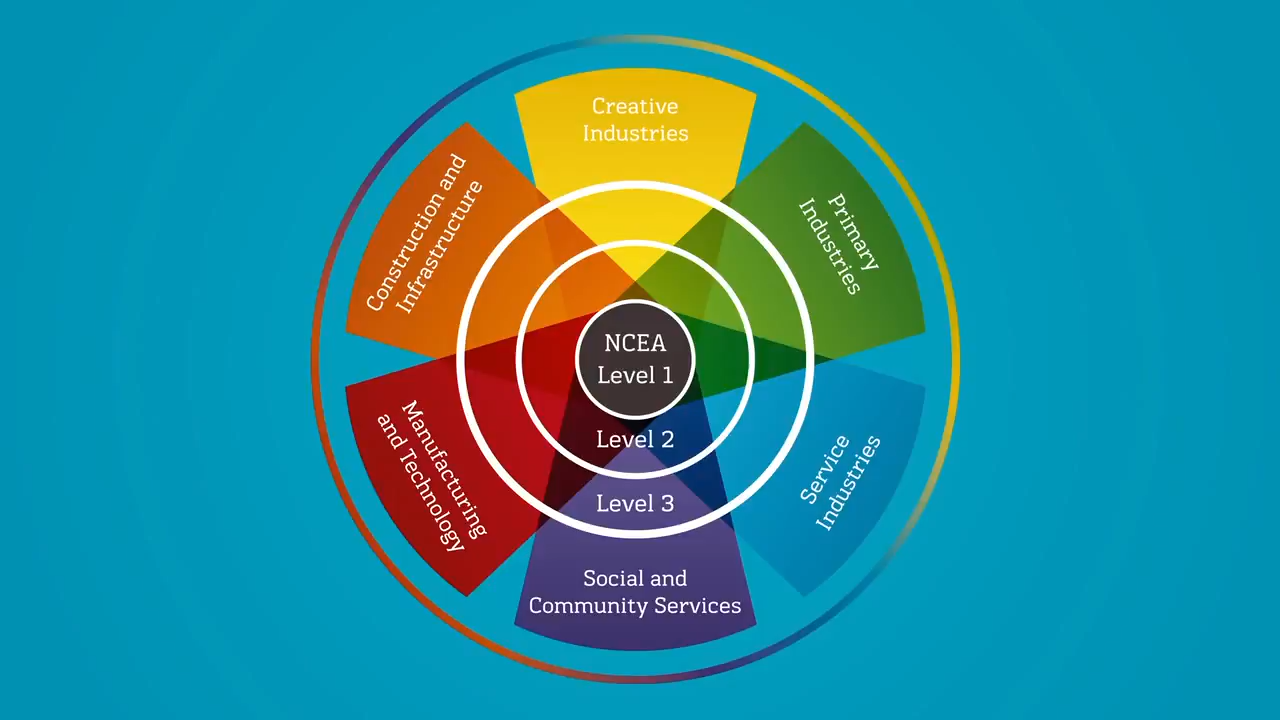 Creative
Industries
Primary
Industries
Service
Industries
Social and
Community Services
Manufacturing
and Technology
Construction and
Infrastructure
NCEA
Level 1
Level 2
Level 3